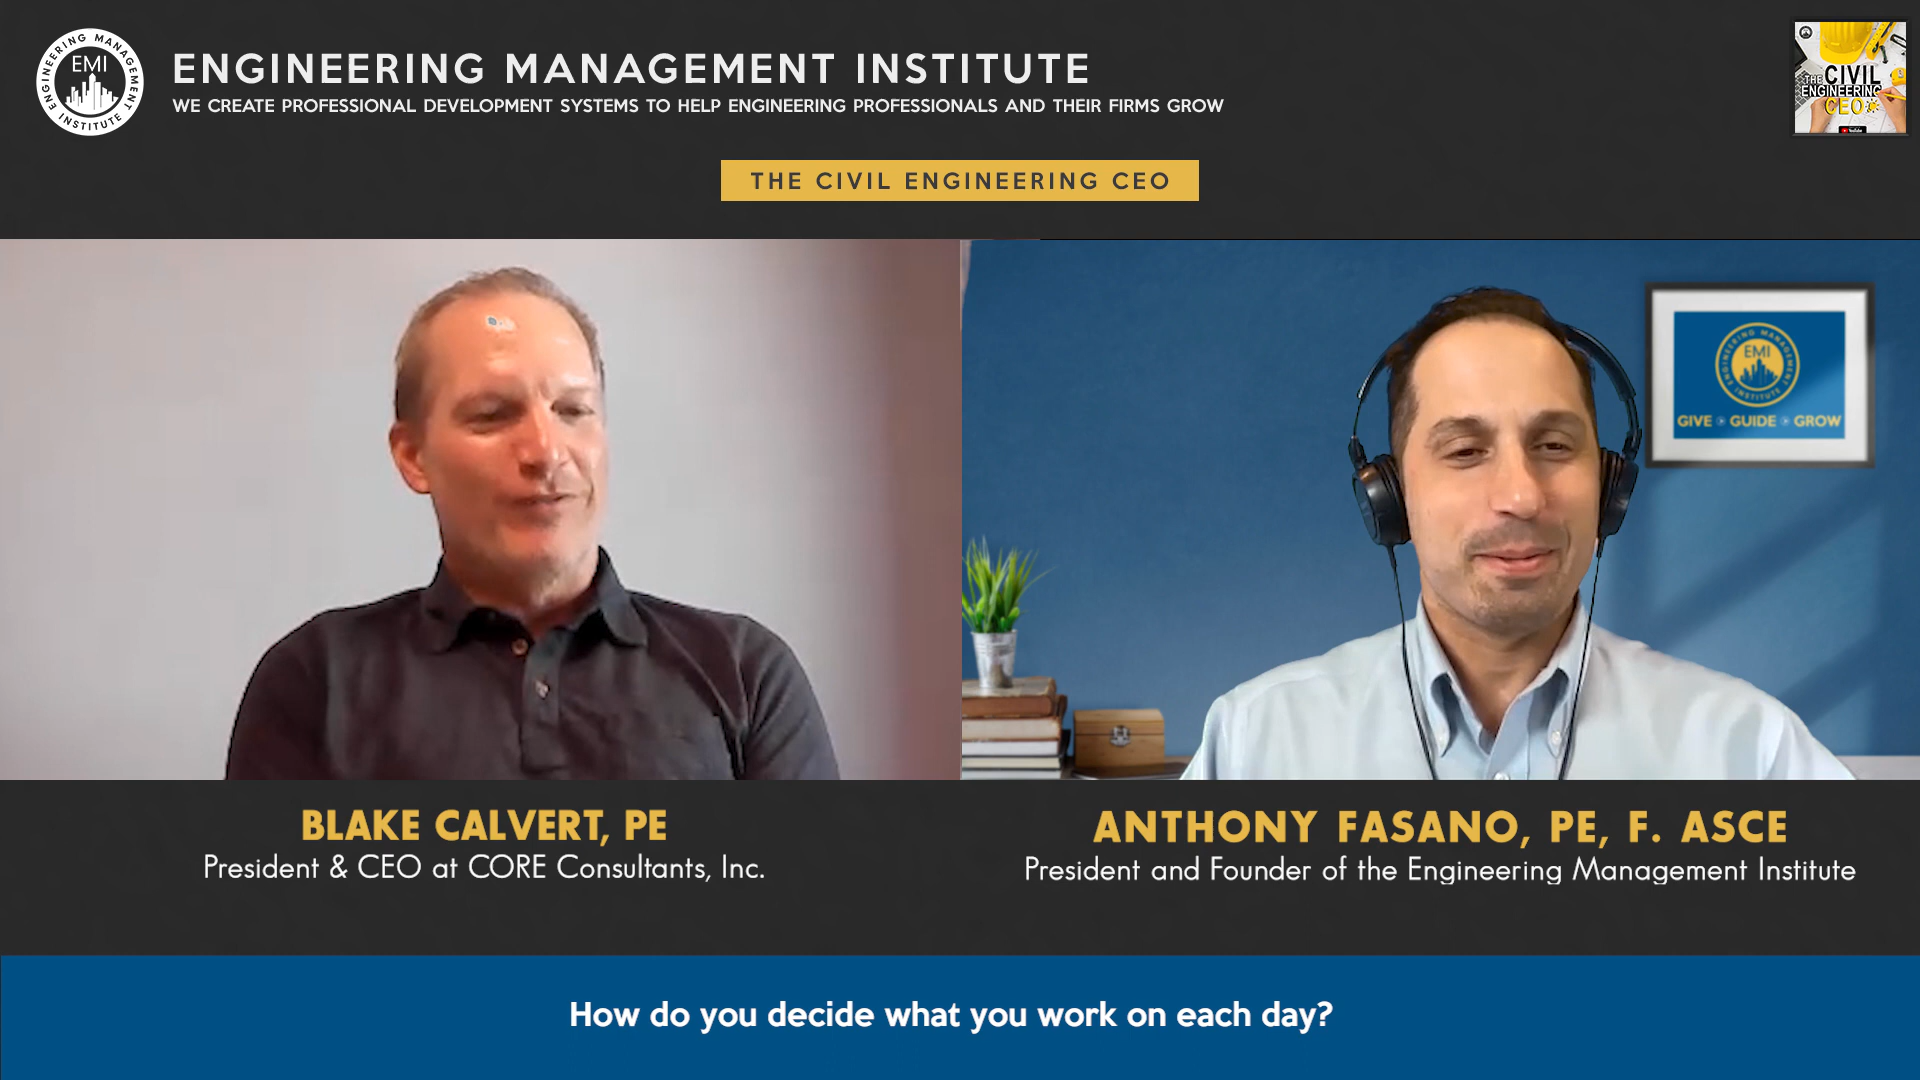 ENGINEERING MANAGEMENT
EMI
INSTITUTE
ENGINEERING MANAGEMENT INSTITUTE
WE CREATE PROFESSIONAL DEVELOPMENT SYSTEMS TO HELP ENGINEERING PROFESSIONALS AND THEIR FIRMS GROW
THE
CIVIL
ENGINEERING
CEO
YouTube
THE CIVIL ENGINEERING CEO
ENGINEERING MANAGEMENT
EMI
INSTITUTE
GIVE GUIDE GROW
BLAKE CALVERT, PE
President & CEO at CORE Consultants, Inc.
ANTHONY FASANO, PE, F. ASCE
President and Founder of the Engineering Management Institute
How do you decide what you work on each day?